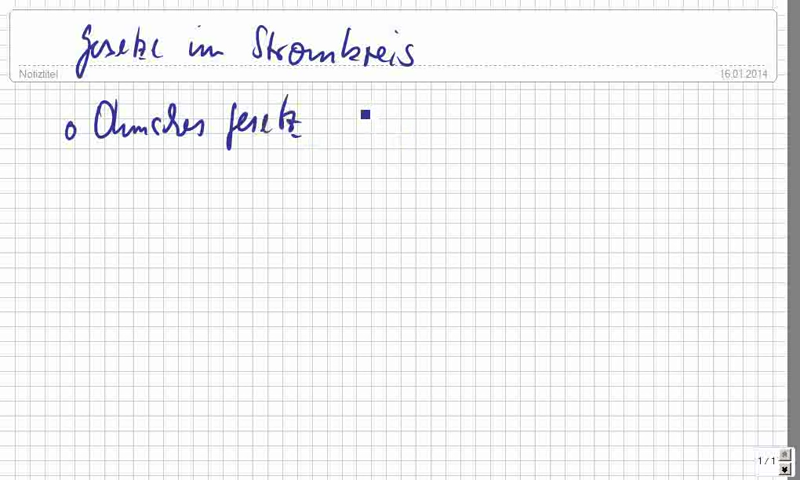 Gesetze im Stromkreis
Notiztitel 16.01.2014
o Ohmsches Gesetz
1 / 1